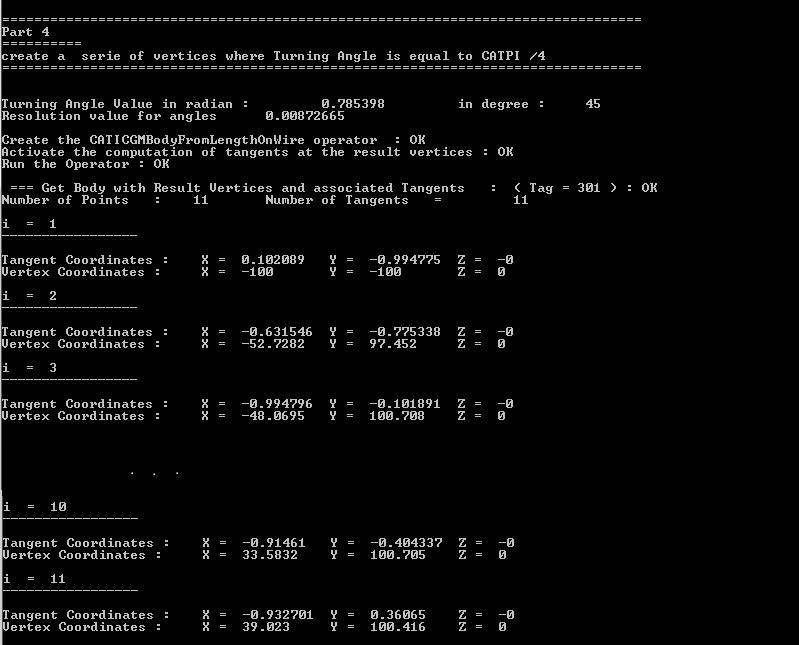 ================================================================================
Part 4
==========
create a  serie of vertices where Turning Angle is equal to CATPI /4
================================================================================
Turning Angle Value in radian :         0.785398         in degree :     45
Resolution value for angles      0.00872665
Create the CATICGMBodyFromLengthOnWire operator  : OK
Activate the computation of tangents at the result vertices : OK
Run the Operator : OK
 === Get Body with Result Vertices and associated Tangents   :  ( Tag = 301 ) : OK
Number of Points   :    11       Number of Tangents   =         11
i  =  1
-----------------
Tangent Coordinates :    X =  0.102089   Y =  -0.994775  Z =  -0
Vertex Coordinates :     X =  -100       Y =  -100       Z =  0
i  =  2
-----------------
Tangent Coordinates :    X =  -0.631546  Y =  -0.775338  Z =  -0
Vertex Coordinates :     X =  -52.7282   Y =  97.452     Z =  0
i  =  3
-----------------
Tangent Coordinates :    X =  -0.994796  Y =  -0.101891  Z =  -0
Vertex Coordinates :     X =  -48.0695   Y =  100.708    Z =  0
. . .
i  =  10
-----------------
Tangent Coordinates :    X =  -0.91461   Y =  -0.404337  Z =  -0
Vertex Coordinates :     X =  33.5832    Y =  100.705    Z =  0
i  =  11
-----------------
Tangent Coordinates :    X =  -0.932701  Y =  0.36065    Z =  -0
Vertex Coordinates :     X =  39.023     Y =  100.416    Z =  0